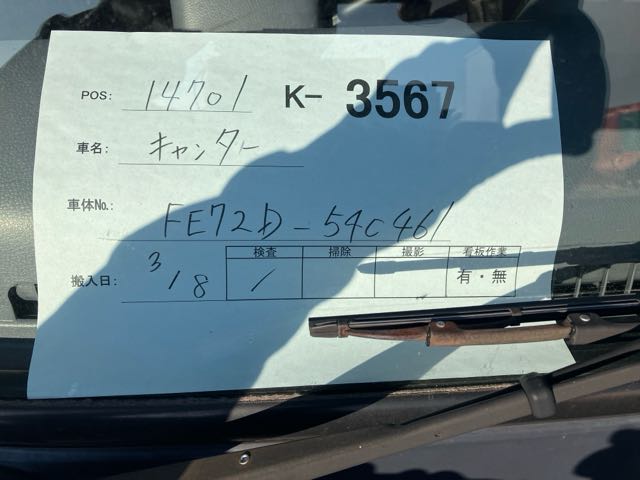 POS: 14701 K- 3567
車名: キャンター
車体No.: FE72D-54C461
検査 掃除 撮影 看板作業
搬入日: 3/8 / 有・無